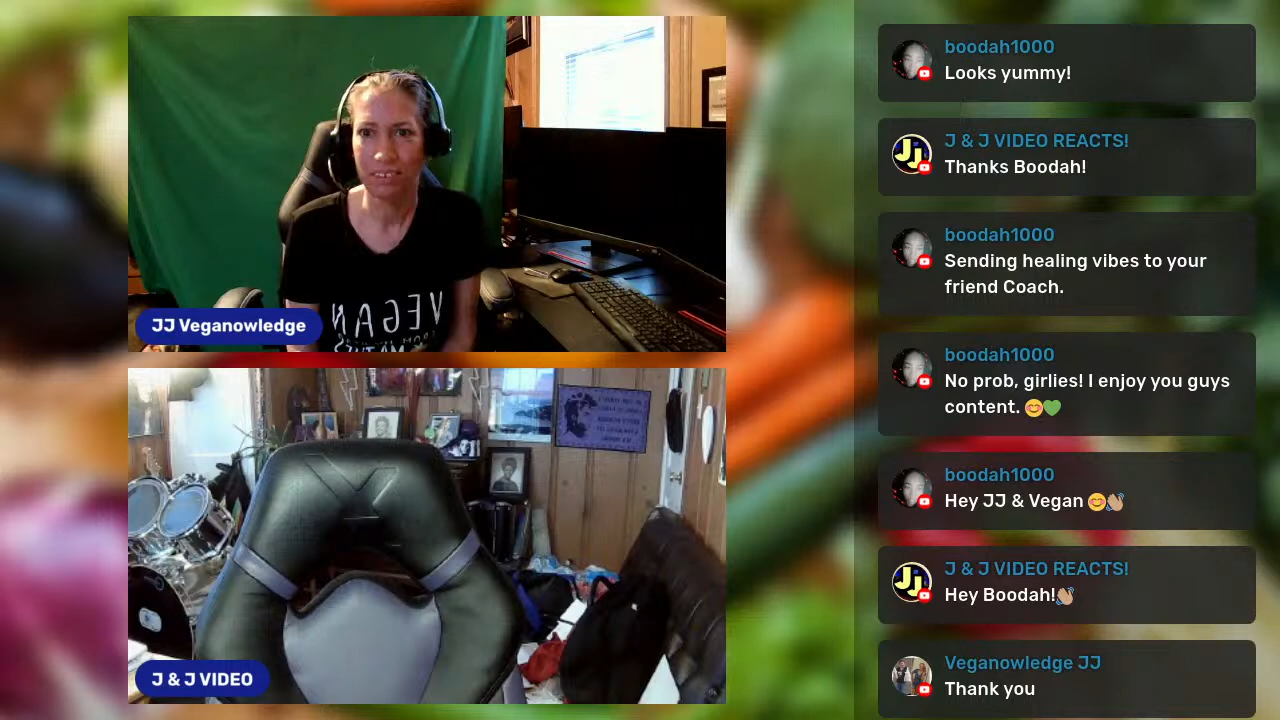 VEGAN
JJ Veganowledge
J & J VIDEO
boodah1000
Looks yummy!
J & J VIDEO REACTS!
Thanks Boodah!
boodah1000
Sending healing vibes to your
friend Coach.
boodah1000
No prob, girlies! I enjoy you guys
content. 😊💚
boodah1000
Hey JJ & Vegan 😊👋🏽
J & J VIDEO REACTS!
Hey Boodah!👋🏽
Veganowledge JJ
Thank you